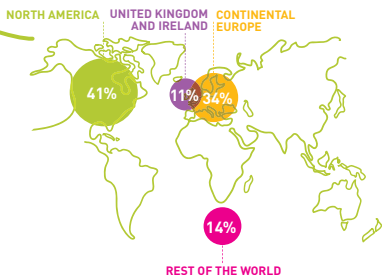 NORTH AMERICA
UNITED KINGDOM
AND IRELAND
CONTINENTAL
EUROPE
41%
11%
34%
14%
REST OF THE WORLD